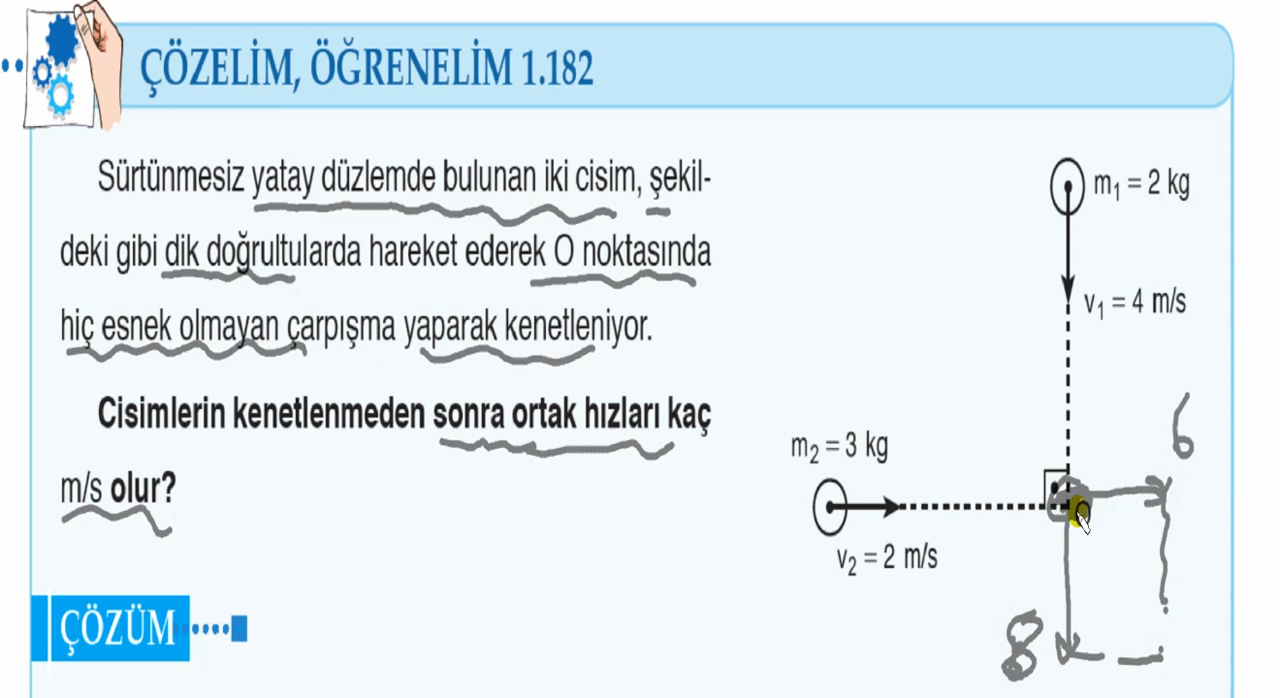 ÇÖZELİM, ÖĞRENELİM 1.182
Sürtünmesiz yatay düzlemde bulunan iki cisim, şekil-
deki gibi dik doğrultularda hareket ederek O noktasında
hiç esnek olmayan çarpışma yaparak kenetleniyor.
Cisimlerin kenetlenmeden sonra ortak hızları kaç
m/s olur?
m₁ = 2 kg
v₁ = 4 m/s
6
m₂ = 3 kg
O
v₂ = 2 m/s
8
ÇÖZÜM